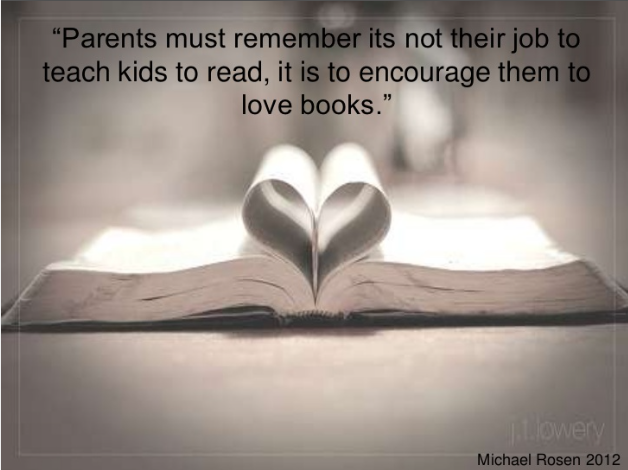 “Parents must remember its not their job to
teach kids to read, it is to encourage them to
love books.”
j.t.lowery
Michael Rosen 2012